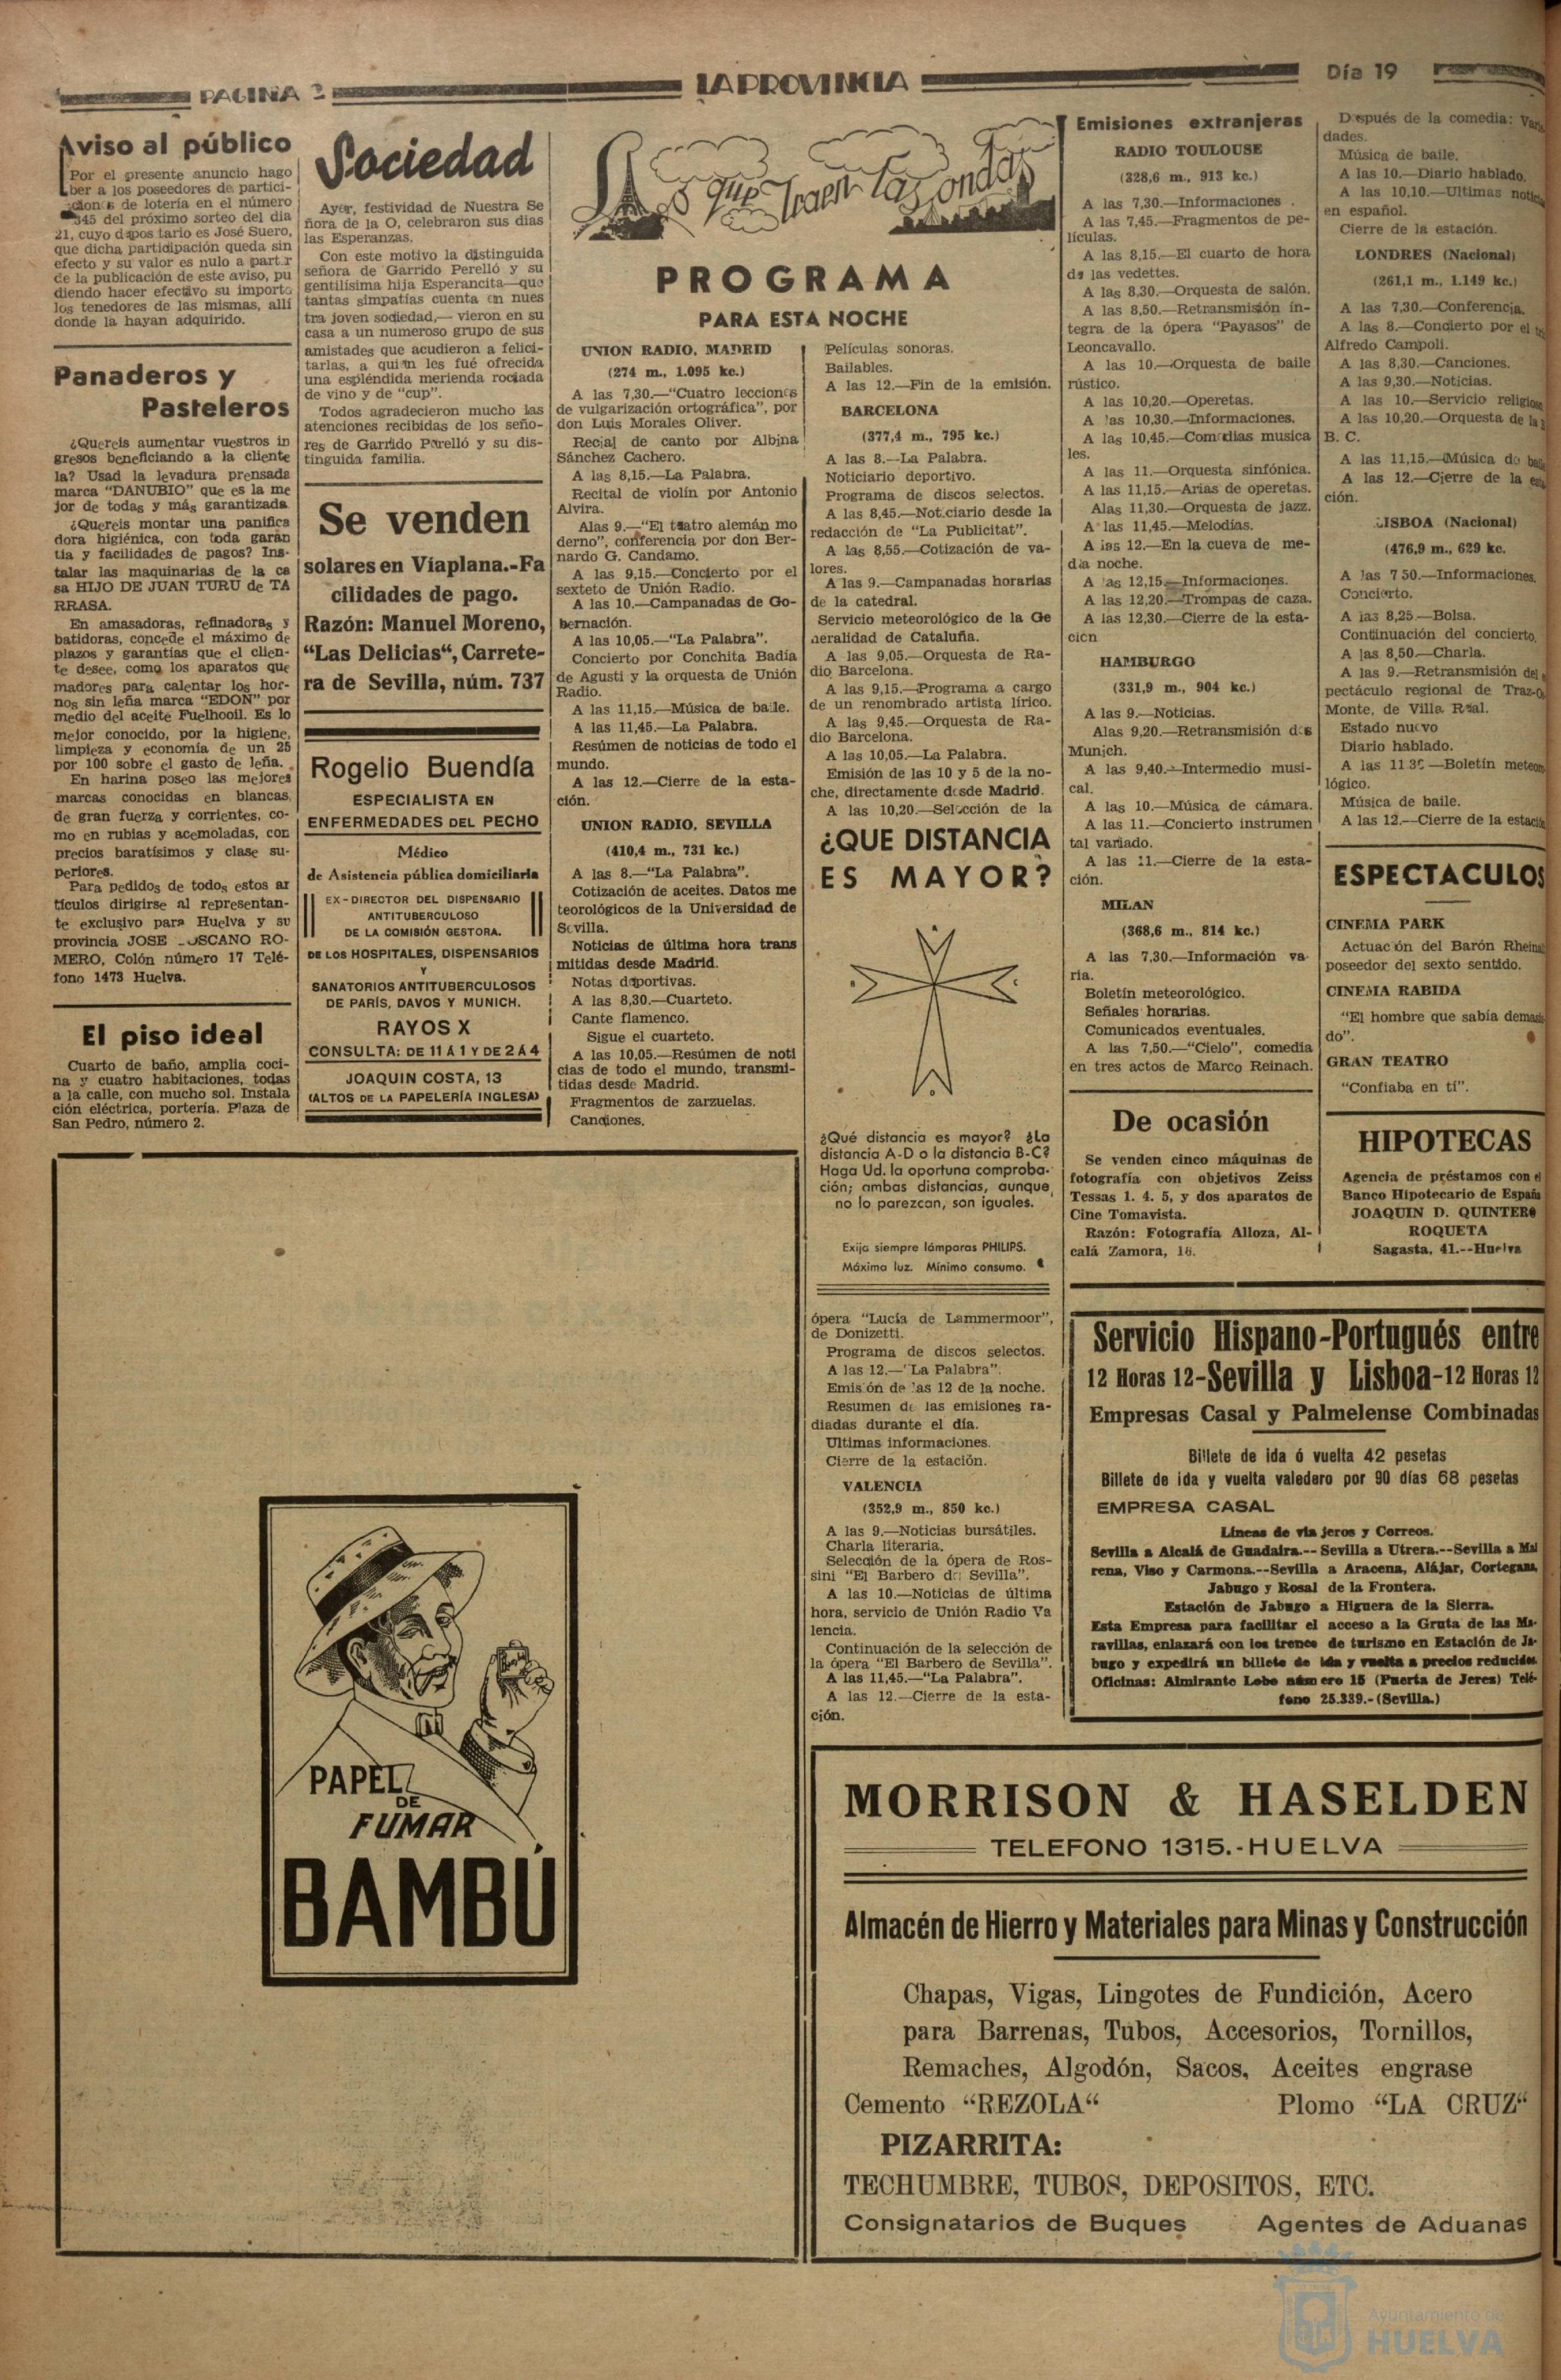 PAGINA 2
LA PROVINCIA
Día 19
Aviso al público
Por el presente anuncio hago
ber a los poseedores de partici-
de lotería en el número
345 del próximo sorteo del día
21, cuyo depos tario es José Suero,
que dicha participación queda sin
efecto y su valor es nulo a part.r
de la publicación de este aviso, pu
diendo hacer efectivo su importe
los tenedores de las mismas, allí
donde la hayan adquirido.
Panaderos y
Pasteleros
¿Quereis aumentar vuestros in
gresos beneficiando a la cliente
la? Usad la levadura prensada
marca "DANUBIO" que es la me
jor de todas y más garantizada
¿Quereis montar una panifica
dora higiénica, con toda garan
tia y facilidades de pagos? Ins-
talar las maquinarias de la ca
sa HIJO DE JUAN TURU de TA
RRASA.
En amasadoras, refinadoras y
batidoras, concede el máximo de
plazos y garantías que el clien-
te desee, como los aparatos que
madores para calentar los hor-
nos sin leña marca "EDON" por
medio del aceite Fuelhooil. Es lo
mejor conocido, por la higiene,
limpieza y economía de un 25
por 100 sobre el gasto de leña.
En harina poseo las mejores
marcas conocidas en blancas,
de gran fuerza y corrientes, co-
mo en rubias y acemoladas, con
precios baratísimos y clase su-
periores.
Para pedidos de todos estos ar
tículos dirigirse al representan-
te exclusivo para Huelva y su
provincia JOSE LOSCANO RO-
MERO, Colón número 17 Telé-
fono 1473 Huelva.
El piso ideal
Cuarto de baño, amplia coci-
na y cuatro habitaciones, todas
a la calle, con mucho sol. Instala
ción eléctrica, portería. Plaza de
San Pedro, número 2.
Sociedad
Ayer, festividad de Nuestra Se
ñora de la O, celebraron sus dias
las Esperanzas.
Con este motivo la distinguida
señora de Garrido Perelló y su
gentilísima hija Esperancita—que
tantas simpatías cuenta en nues
tra joven sociedad,— vieron en su
casa a un numeroso grupo de sus
amistades que acudieron a felici-
tarlas, a quien les fué ofrecida
una espléndida merienda rociada
de vino y de "cup".
Todos agradecieron mucho las
atenciones recibidas de los seño-
res de Garrido Perelló y su dis-
tinguida familia.
Se venden
solares en Viaplana.-Fa
cilidades de pago.
Razón: Manuel Moreno,
"Las Delicias", Carrete-
ra de Sevilla, núm. 737
Rogelio Buendía
ESPECIALISTA EN
ENFERMEDADES DEL PECHO
Médico
de Asistencia pública domiciliaria
EX-DIRECTOR DEL DISPENSARIO
ANTITUBERCULOSO
DE LA COMISIÓN GESTORA.
DE LOS HOSPITALES, DISPENSARIOS
Y
SANATORIOS ANTITUBERCULOSOS
DE PARÍS, DAVOS Y MUNICH.
RAYOS X
CONSULTA: DE 11 Á 1 Y DE 2 Á 4
JOAQUIN COSTA, 13
(ALTOS DE LA PAPELERÍA INGLESA)
Lo que traen las ondas
PROGRAMA
PARA ESTA NOCHE
UNION RADIO, MADRID
(274 m., 1.095 kc.)
A las 7,30.—"Cuatro lecciones
de vulgarización ortográfica", por
don Luis Morales Oliver.
Recial de canto por Albina
Sánchez Cachero.
A las 8,15.—La Palabra.
Recital de violín por Antonio
Alvira.
Alas 9.—"El teatro alemán mo
derno", conferencia por don Ber-
nardo G. Candamo.
A las 9,15.—Concierto por el
sexteto de Unión Radio.
A las 10.—Campanadas de Go-
bernación.
A las 10,05.—"La Palabra".
Concierto por Conchita Badía
de Agusti y la orquesta de Unión
Radio.
A las 11,15.—Música de baile.
A las 11,45.—La Palabra.
Resúmen de noticias de todo el
mundo.
A las 12.—Cierre de la esta-
ción.
UNION RADIO, SEVILLA
(410,4 m., 731 kc.)
A las 8.—"La Palabra".
Cotización de aceites. Datos me
teorológicos de la Universidad de
Sevilla.
Noticias de última hora trans
mitidas desde Madrid.
Notas deportivas.
A las 8,30.—Cuarteto.
Cante flamenco.
Sigue el cuarteto.
A las 10,05.—Resúmen de noti
cias de todo el mundo, transmi-
tidas desde Madrid.
Fragmentos de zarzuelas.
Canciones.
Películas sonoras.
Bailables.
A las 12.—Fin de la emisión.
BARCELONA
(377,4 m., 795 kc.)
A las 8.—La Palabra.
Noticiario deportivo.
Programa de discos selectos.
A las 8,45.—Not.ciario desde la
redacción de "La Publicitat".
A las 8,55.—Cotización de va-
lores.
A las 9.—Campanadas horarias
de la catedral.
Servicio meteorológico de la Ge
neralidad de Cataluña.
A las 9,05.—Orquesta de Ra-
dio Barcelona.
A las 9,15.—Programa a cargo
de un renombrado artista lírico.
A las 9,45.—Orquesta de Ra-
dio Barcelona.
A las 10,05.—La Palabra.
Emisión de las 10 y 5 de la no-
che, directamente desde Madrid.
A las 10,20.—Selección de la
¿QUE DISTANCIA
ES MAYOR?
¿Qué distancia es mayor? ¿La
distancia A-D o la distancia B-C?
Haga Ud. la oportuna comproba-
ción; ambas distancias, aunque
no lo parezcan, son iguales.
Exija siempre lámparas PHILIPS.
Máxima luz. Mínimo consumo.
ópera "Lucía de Lammermoor",
de Donizetti.
Programa de discos selectos.
A las 12.—"La Palabra".
Emisión de las 12 de la noche.
Resumen de las emisiones ra-
diadas durante el día.
Ultimas informaciones.
Cierre de la estación.
VALENCIA
(352,9 m., 850 kc.)
A las 9.—Noticias bursátiles.
Charla literaria.
Selección de la ópera de Ros-
sini "El Barbero de Sevilla".
A las 10.—Noticias de última
hora, servicio de Unión Radio Va
lencia.
Continuación de la selección de
la ópera "El Barbero de Sevilla".
A las 11,45.—"La Palabra".
A las 12.—Cierre de la esta-
ción.
Emisiones extranjeras
RADIO TOULOUSE
(328,6 m., 913 kc.)
A las 7,30.—Informaciones .
A las 7,45.—Fragmentos de pe-
lículas.
A las 8,15.—El cuarto de hora
de las vedettes.
A las 8,30.—Orquesta de salón.
A las 8,50.—Retransmisión ín-
tegra de la ópera "Payasos" de
Leoncavallo.
A las 10.—Orquesta de baile
rústico.
A las 10,20.—Operetas.
A las 10,30.—Informaciones.
A las 10,45.—Comedias musica
les.
A las 11.—Orquesta sinfónica.
A las 11,15.—Arias de operetas.
Alas 11,30.—Orquesta de jazz.
A las 11,45.—Melodías.
A las 12.—En la cueva de me-
dia noche.
A las 12,15.—Informaciones.
A las 12,20.—Trompas de caza.
A las 12,30.—Cierre de la esta-
cicn
HAMBURGO
(331,9 m., 904 kc.)
A las 9.—Noticias.
Alas 9,20.—Retransmisión des
Munich.
A las 9,40.—Intermedio musi-
cal.
A las 10.—Música de cámara.
A las 11.—Concierto instrumen
tal variado.
A las 11.—Cierre de la esta-
ción.
MILAN
(368,6 m., 814 kc.)
A las 7,30.—Información va-
ria.
Boletín meteorológico.
Señales horarias.
Comunicados eventuales.
A las 7,50.—"Cielo", comedia
en tres actos de Marco Reinach.
De ocasión
Se venden cinco máquinas de
fotografía con objetivos Zeiss
Tessas 1. 4. 5, y dos aparatos de
Cine Tomavista.
Razón: Fotografía Alloza, Al-
calá Zamora, 16.
Después de la comedia: Varie
dades.
Música de baile.
A las 10.—Diario hablado.
A las 10,10.—Ultimas notici
en español.
Cierre de la estación.
LONDRES (Nacional)
(261,1 m., 1.149 kc.)
A las 7,30.—Conferencia.
A las 8.—Concierto por el
Alfredo Campoli.
A las 8,30.—Canciones.
A las 9,30.—Noticias.
A las 10.—Servicio religioso
A las 10,20.—Orquesta de la
B. C.
A las 11,15.—Música de baile
A las 12.—Cierre de la esta
ción.
LISBOA (Nacional)
(476,9 m., 629 kc.
A las 7 50.—Informaciones.
Concierto.
A las 8,25.—Bolsa.
Continuación del concierto.
A las 8,50.—Charla.
A las 9.—Retransmisión del
pectáculo regional de Traz-o
Monte, de Villa Real.
Estado nuevo
Diario hablado.
A las 11 30—Boletín meteoro
lógico.
Música de baile.
A las 12.—Cierre de la estación
ESPECTACULOS
CINEMA PARK
Actuación del Barón Rheina
poseedor del sexto sentido.
CINEMA RABIDA
"El hombre que sabía demasia
do".
GRAN TEATRO
"Confiaba en tí".
HIPOTECAS
Agencia de préstamos con el
Banco Hipotecario de España
JOAQUIN D. QUINTERO
ROQUETA
Sagasta, 41.--Huelva
Servicio Hispano-Portugués entre
12 Horas 12-Sevilla y Lisboa-12 Horas 12
Empresas Casal y Palmelense Combinadas
Billete de ida ó vuelta 42 pesetas
Billete de ida y vuelta valedero por 90 días 68 pesetas
EMPRESA CASAL
Líneas de via jeros y Correos.
Sevilla a Alcalá de Guadaira.--Sevilla a Utrera.--Sevilla a Mai
rena, Viso y Carmona.--Sevilla a Aracena, Alájar, Cortegana,
Jabugo y Rosal de la Frontera.
Estación de Jabugo a Higuera de la Sierra.
Esta Empresa para facilitar el acceso a la Gruta de las Ma-
ravillas, enlazará con los trenes de turismo en Estación de Ja-
bugo y expedirá un billete de ida y vuelta a precios reducidos.
Oficinas: Almirante Lobo número 15 (Puerta de Jerez) Telé-
fono 25.339.-(Sevilla.)
PAPEL
DE
FUMAR
BAMBÚ
MORRISON & HASELDEN
TELEFONO 1315.-HUELVA
Almacén de Hierro y Materiales para Minas y Construcción
Chapas, Vigas, Lingotes de Fundición, Acero
para Barrenas, Tubos, Accesorios, Tornillos,
Remaches, Algodón, Sacos, Aceites engrase
Cemento "REZOLA" Plomo "LA CRUZ"
PIZARRITA:
TECHUMBRE, TUBOS, DEPOSITOS, ETC.
Consignatarios de Buques Agentes de Aduanas
Ayuntamiento de
HUELVA